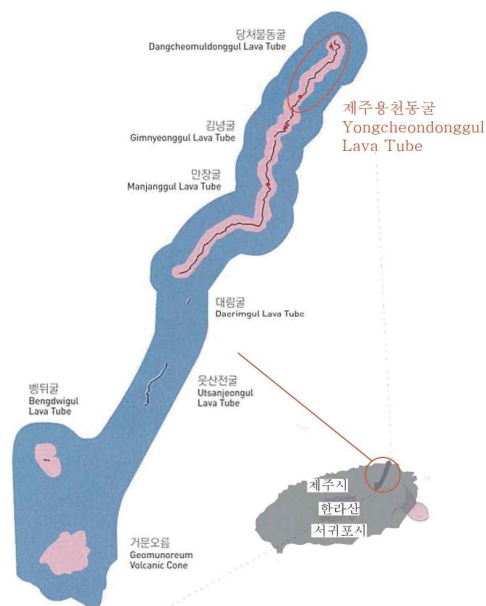 당처물동굴
Dangcheomuldonggul Lava Tube
제주용천동굴
Yongcheondonggul
Lava Tube
김녕굴
Gimnyeonggul Lava Tube
만장굴
Manjanggul Lava Tube
대림굴
Daerimgul Lava Tube
웃산전굴
Utsanjeongul
Lava Tube
벵뒤굴
Bengdwigul
Lava Tube
거문오름
Geomunoreum
Volcanic Cone
제주시
한라산
서귀포시